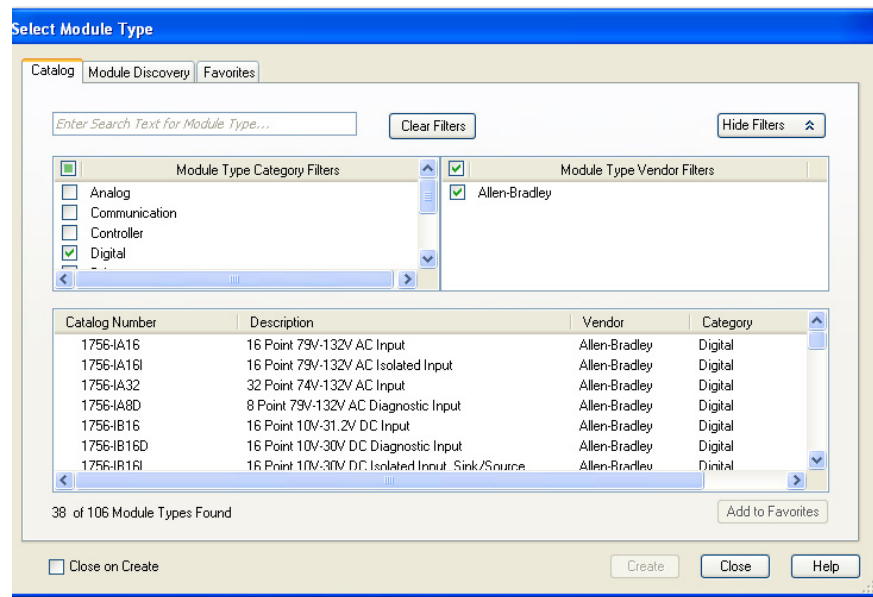 Select Module Type
Catalog Module Discovery Favorites
Enter Search Text for Module Type... Clear Filters Hide Filters
Module Type Category Filters Module Type Vendor Filters
Analog Allen-Bradley
Communication
Controller
Digital
Catalog Number Description Vendor Category
1756-IA16 16 Point 79V-132V AC Input Allen-Bradley Digital
1756-IA16I 16 Point 79V-132V AC Isolated Input Allen-Bradley Digital
1756-IA32 32 Point 74V-132V AC Input Allen-Bradley Digital
1756-IA8D 8 Point 79V-132V AC Diagnostic Input Allen-Bradley Digital
1756-IB16 16 Point 10V-31.2V DC Input Allen-Bradley Digital
1756-IB16D 16 Point 10V-30V DC Diagnostic Input Allen-Bradley Digital
1756-IB16I 16 Point 10V-30V DC Isolated Input, Sink/Source Allen-Bradley Digital
38 of 106 Module Types Found Add to Favorites
Close on Create Create Close Help